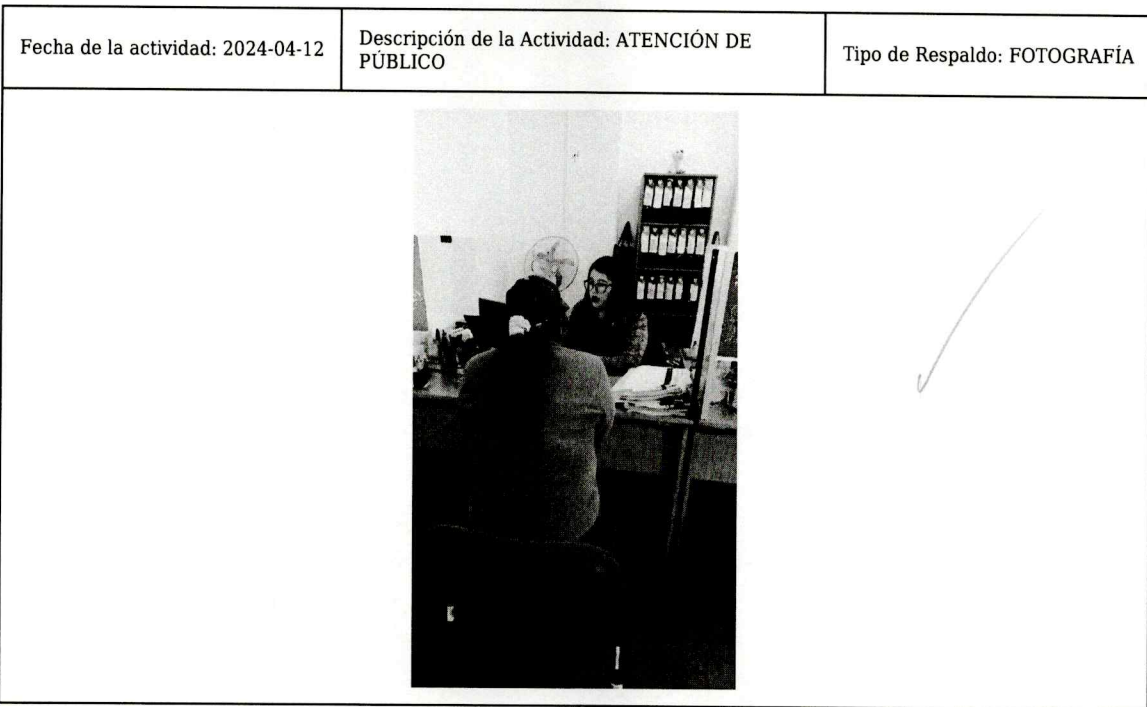 Fecha de la actividad: 2024-04-12
Descripción de la Actividad: ATENCIÓN DE
PÚBLICO
Tipo de Respaldo: FOTOGRAFÍA